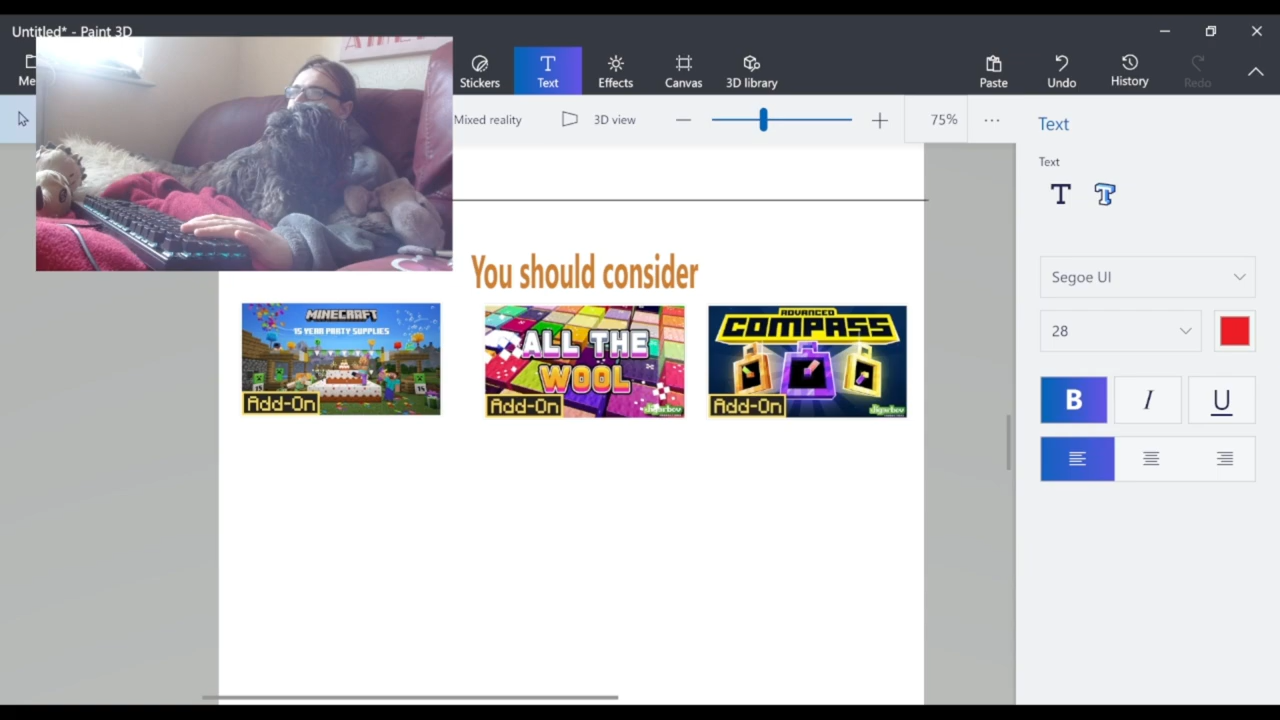 Untitled* - Paint 3D
Stickers
Text
Effects
Canvas
3D library
Paste
Undo
History
Redo
Mixed reality
3D view
75%
Text
Text
Segoe UI
28
B
I
U
You should consider
MINECRAFT
15 YEAR PARTY SUPPLIES
15
15
Add-On
ALL THE
WOOL
Add-On
ADVANCED
COMPASS
Add-On